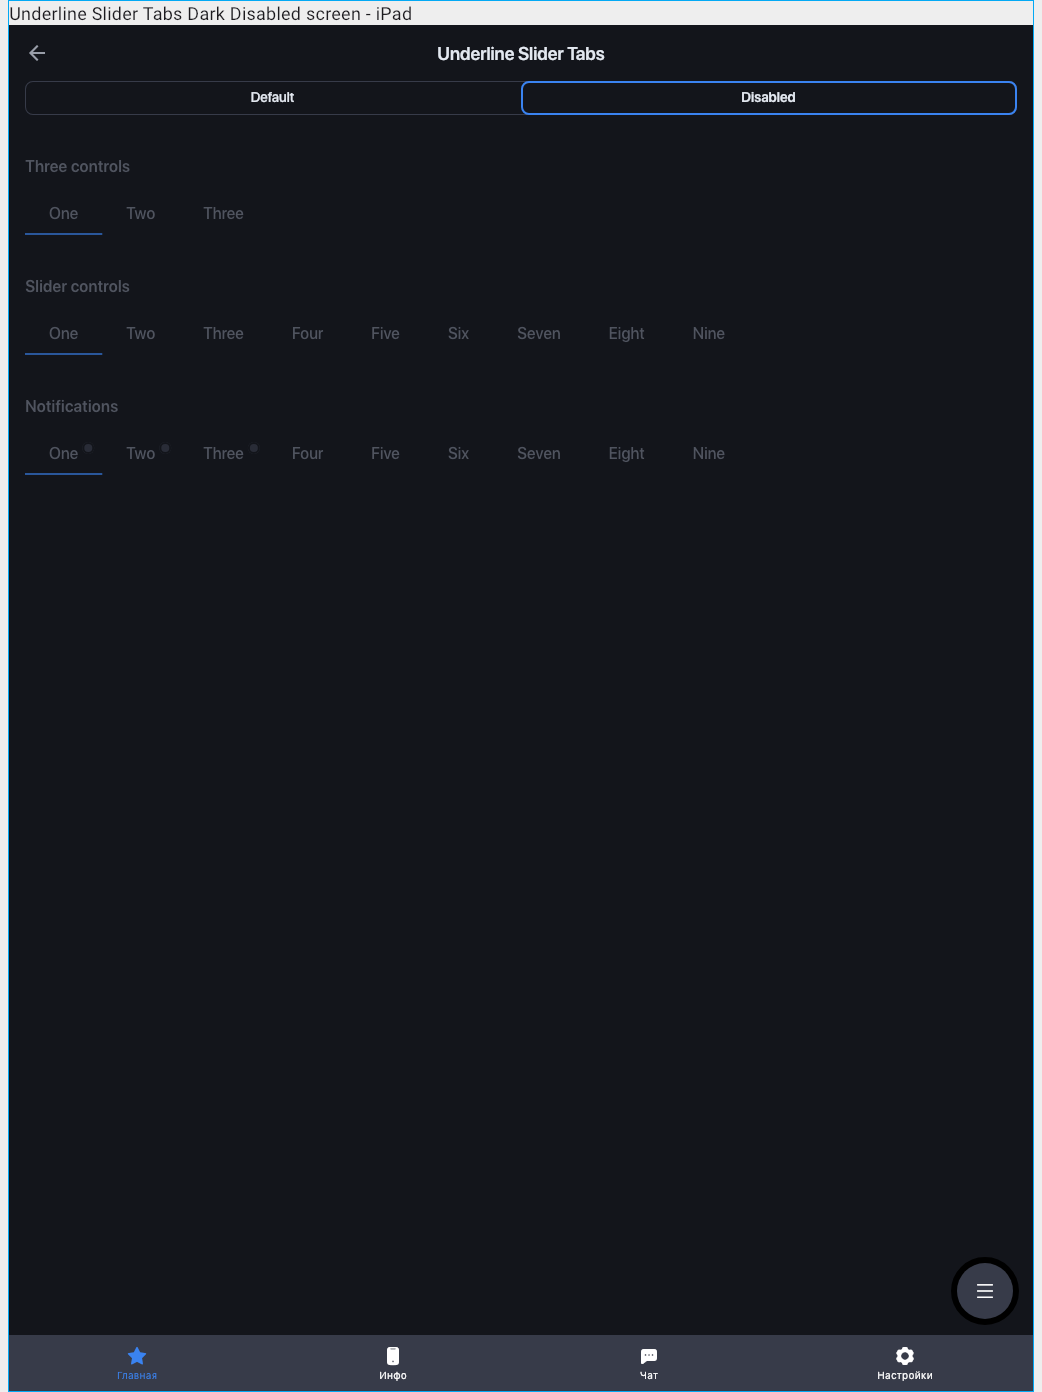 Underline Slider Tabs Dark Disabled screen - iPad
Underline Slider Tabs
Default Disabled
Three controls
One Two Three
Slider controls
One Two Three Four Five Six Seven Eight Nine
Notifications
One Two Three Four Five Six Seven Eight Nine
Главная Инфо Чат Настройки